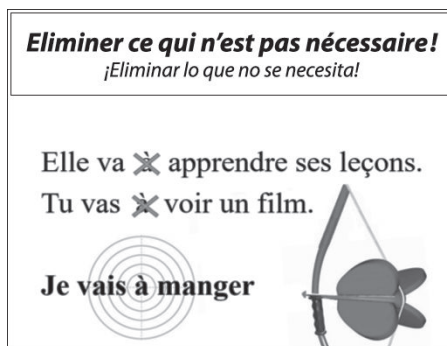 Eliminer ce qui n'est pas nécessaire!
¡Eliminar lo que no se necesita!
Elle va à apprendre ses leçons.
Tu vas à voir un film.
Je vais à manger